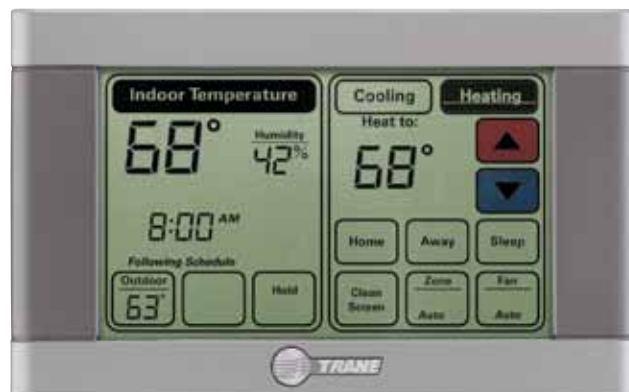 Indoor Temperature
68°
Humidity
42%
8:00 AM
Following Schedule
Outdoor
63°
Hold
Cooling
Heating
Heat to:
68°
Home
Away
Sleep
Clean
Screen
Zone
Auto
Fan
Auto
TRANE